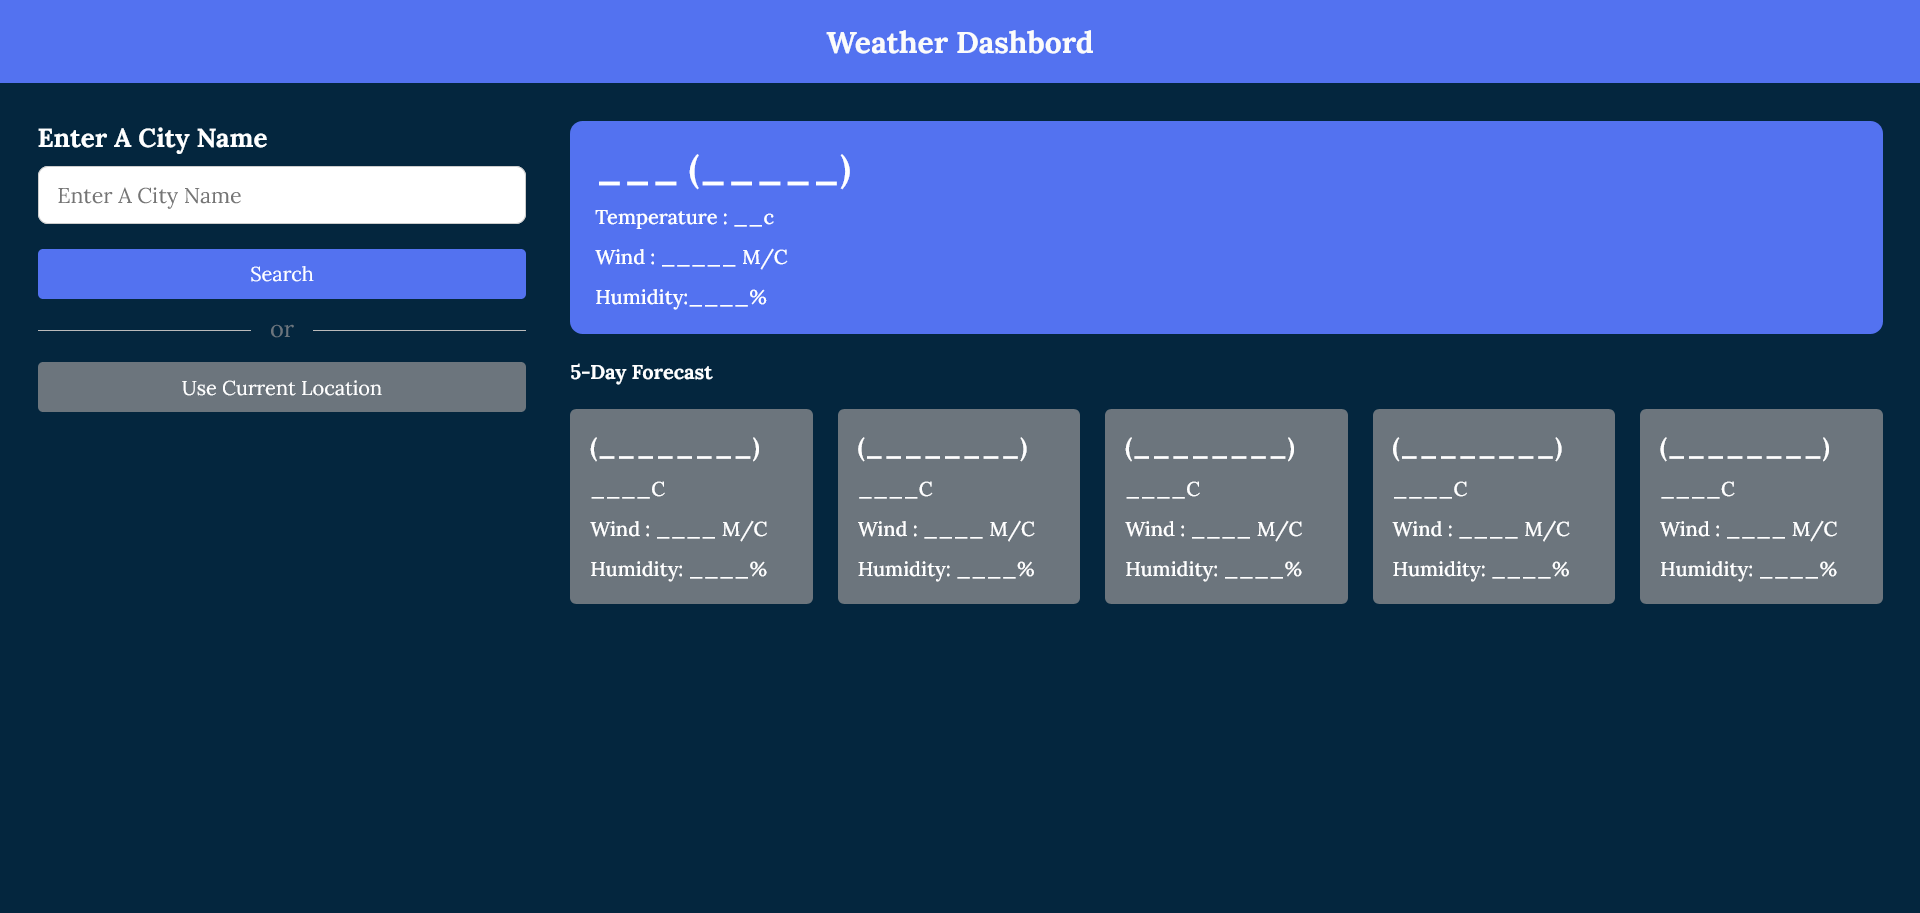 Weather Dashbord
Enter A City Name
Enter A City Name
Search
or
Use Current Location
___ (_____)
Temperature : __c
Wind : _____ M/C
Humidity:____%
5-Day Forecast
(________)
____C
Wind : ____ M/C
Humidity: ____%
(________)
____C
Wind : ____ M/C
Humidity: ____%
(________)
____C
Wind : ____ M/C
Humidity: ____%
(________)
____C
Wind : ____ M/C
Humidity: ____%
(________)
____C
Wind : ____ M/C
Humidity: ____%